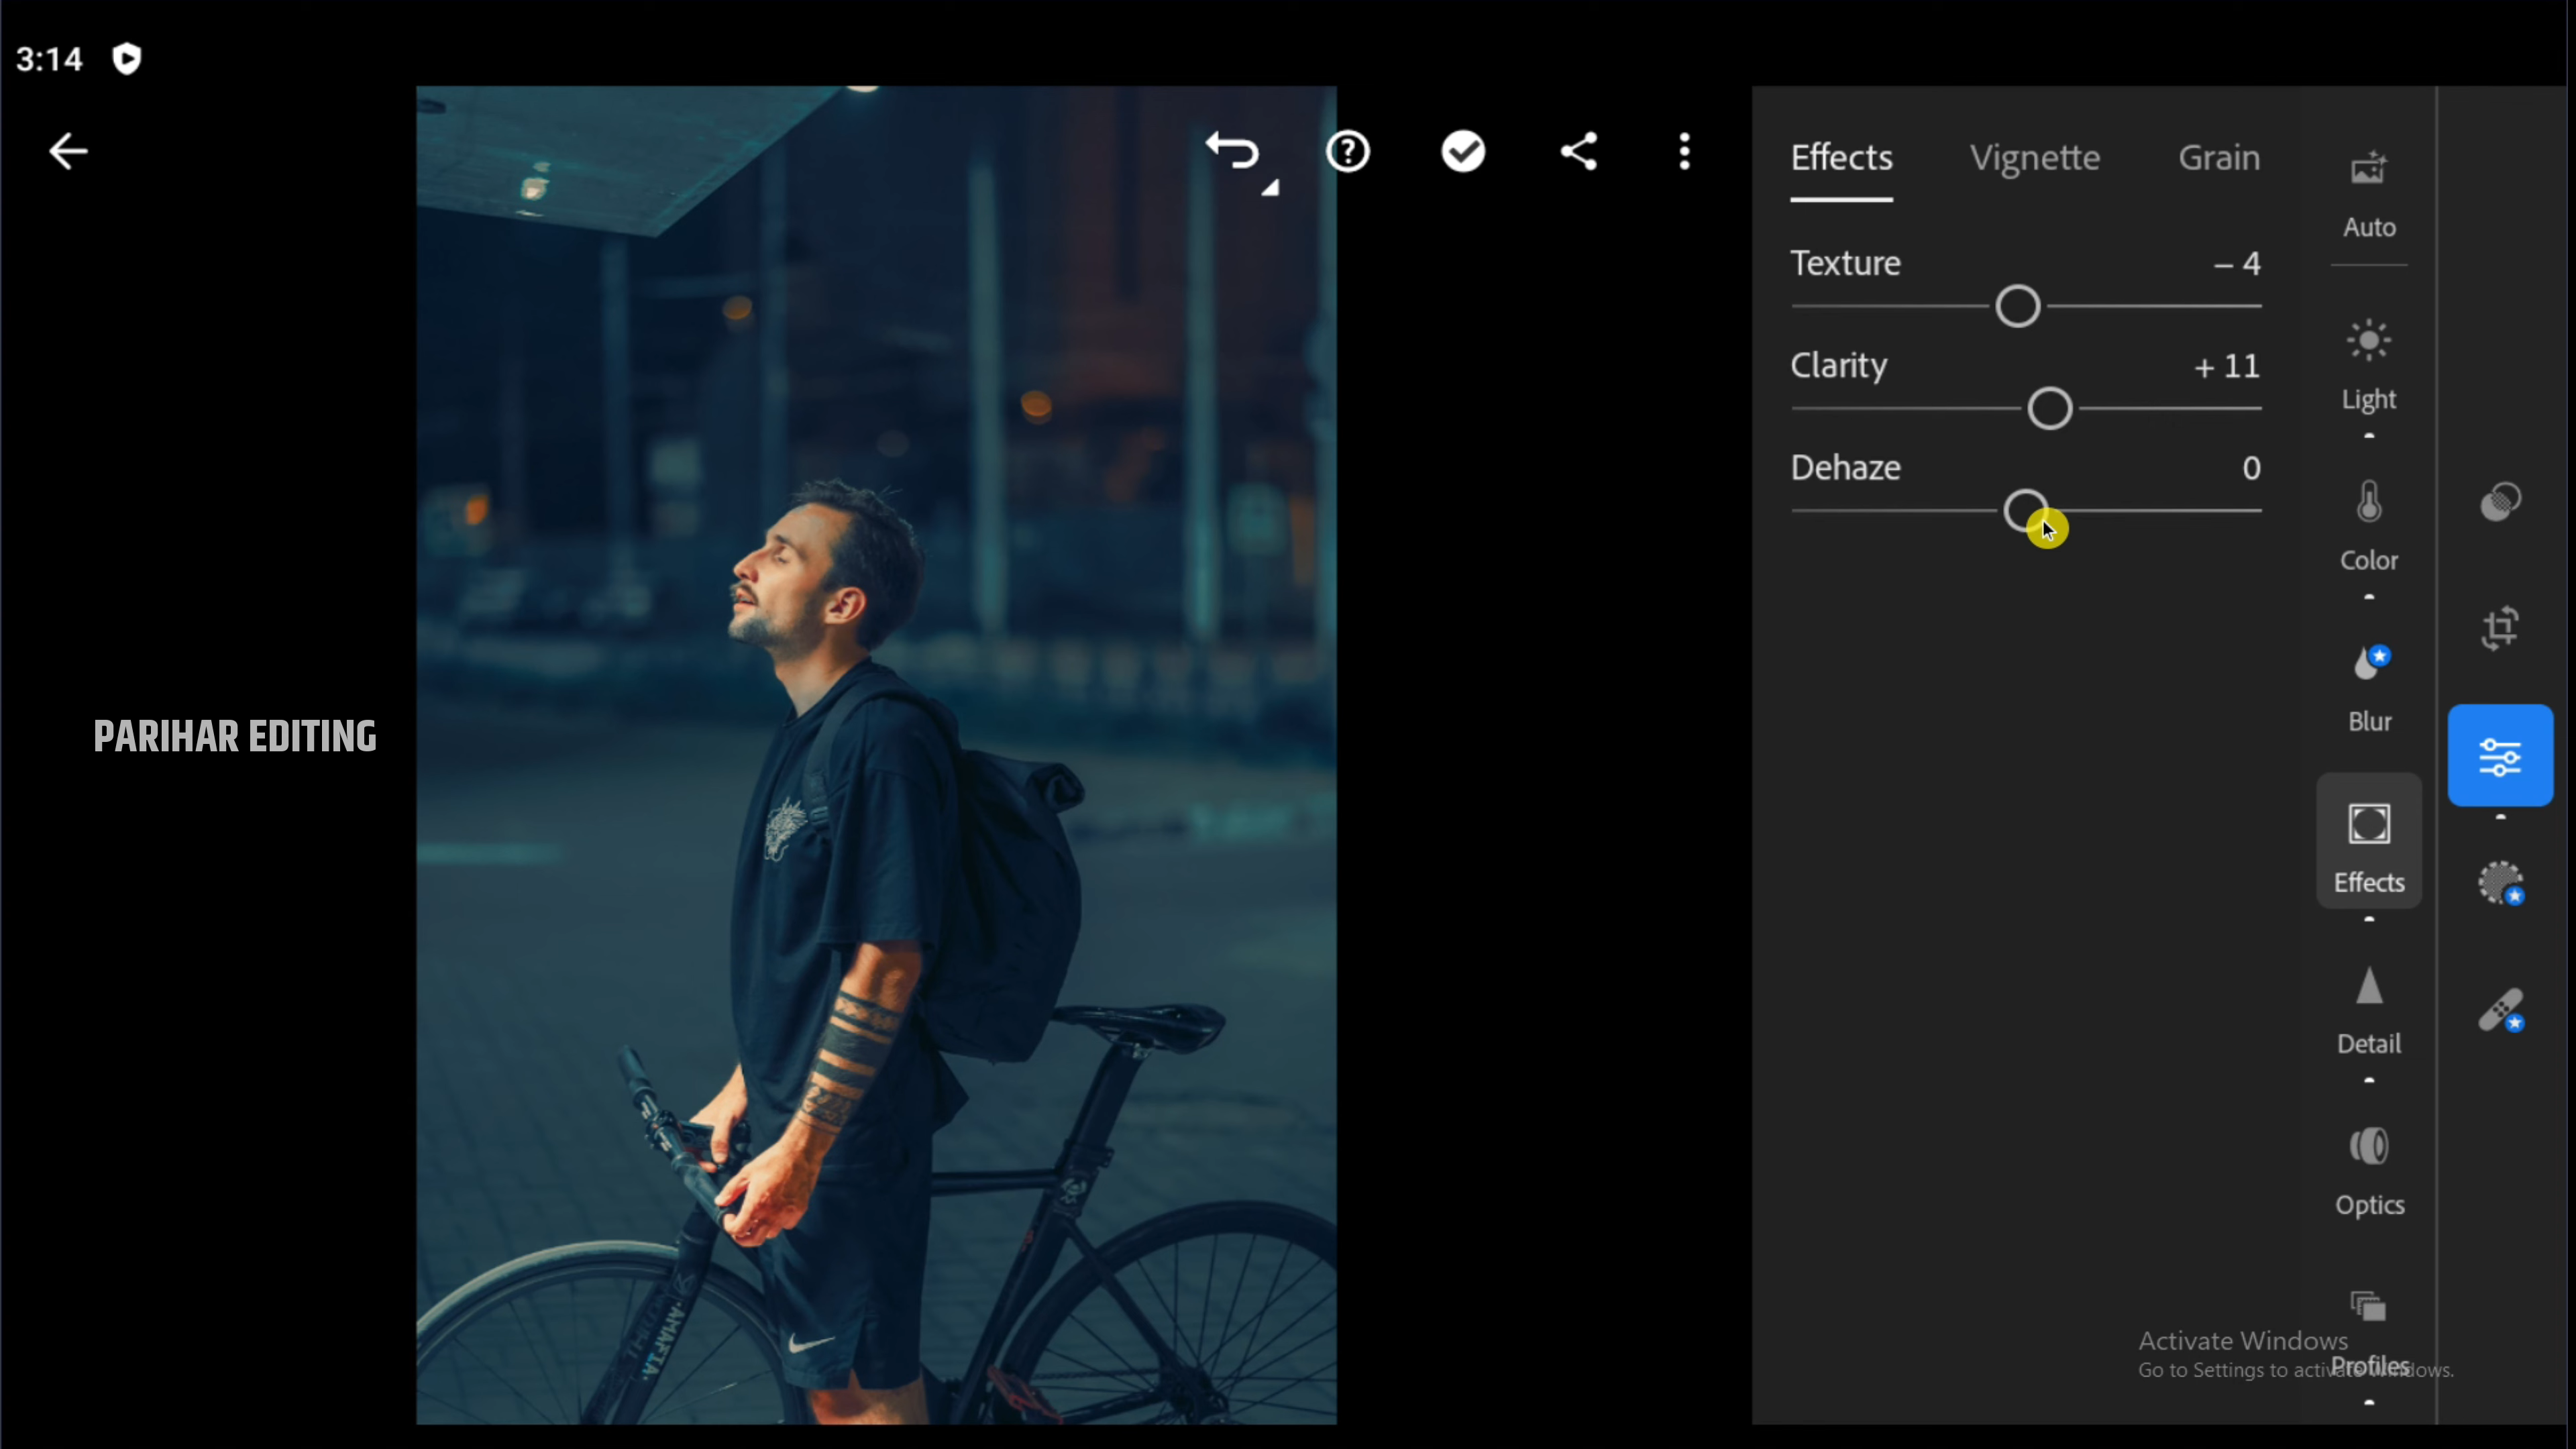 3:14
Effects Vignette Grain
Texture – 4
Clarity + 11
Dehaze 0
Auto
Light
Color
Blur
Effects
Detail
Optics
Profiles
PARIHAR EDITING
Activate Windows
Go to Settings to activate Windows.